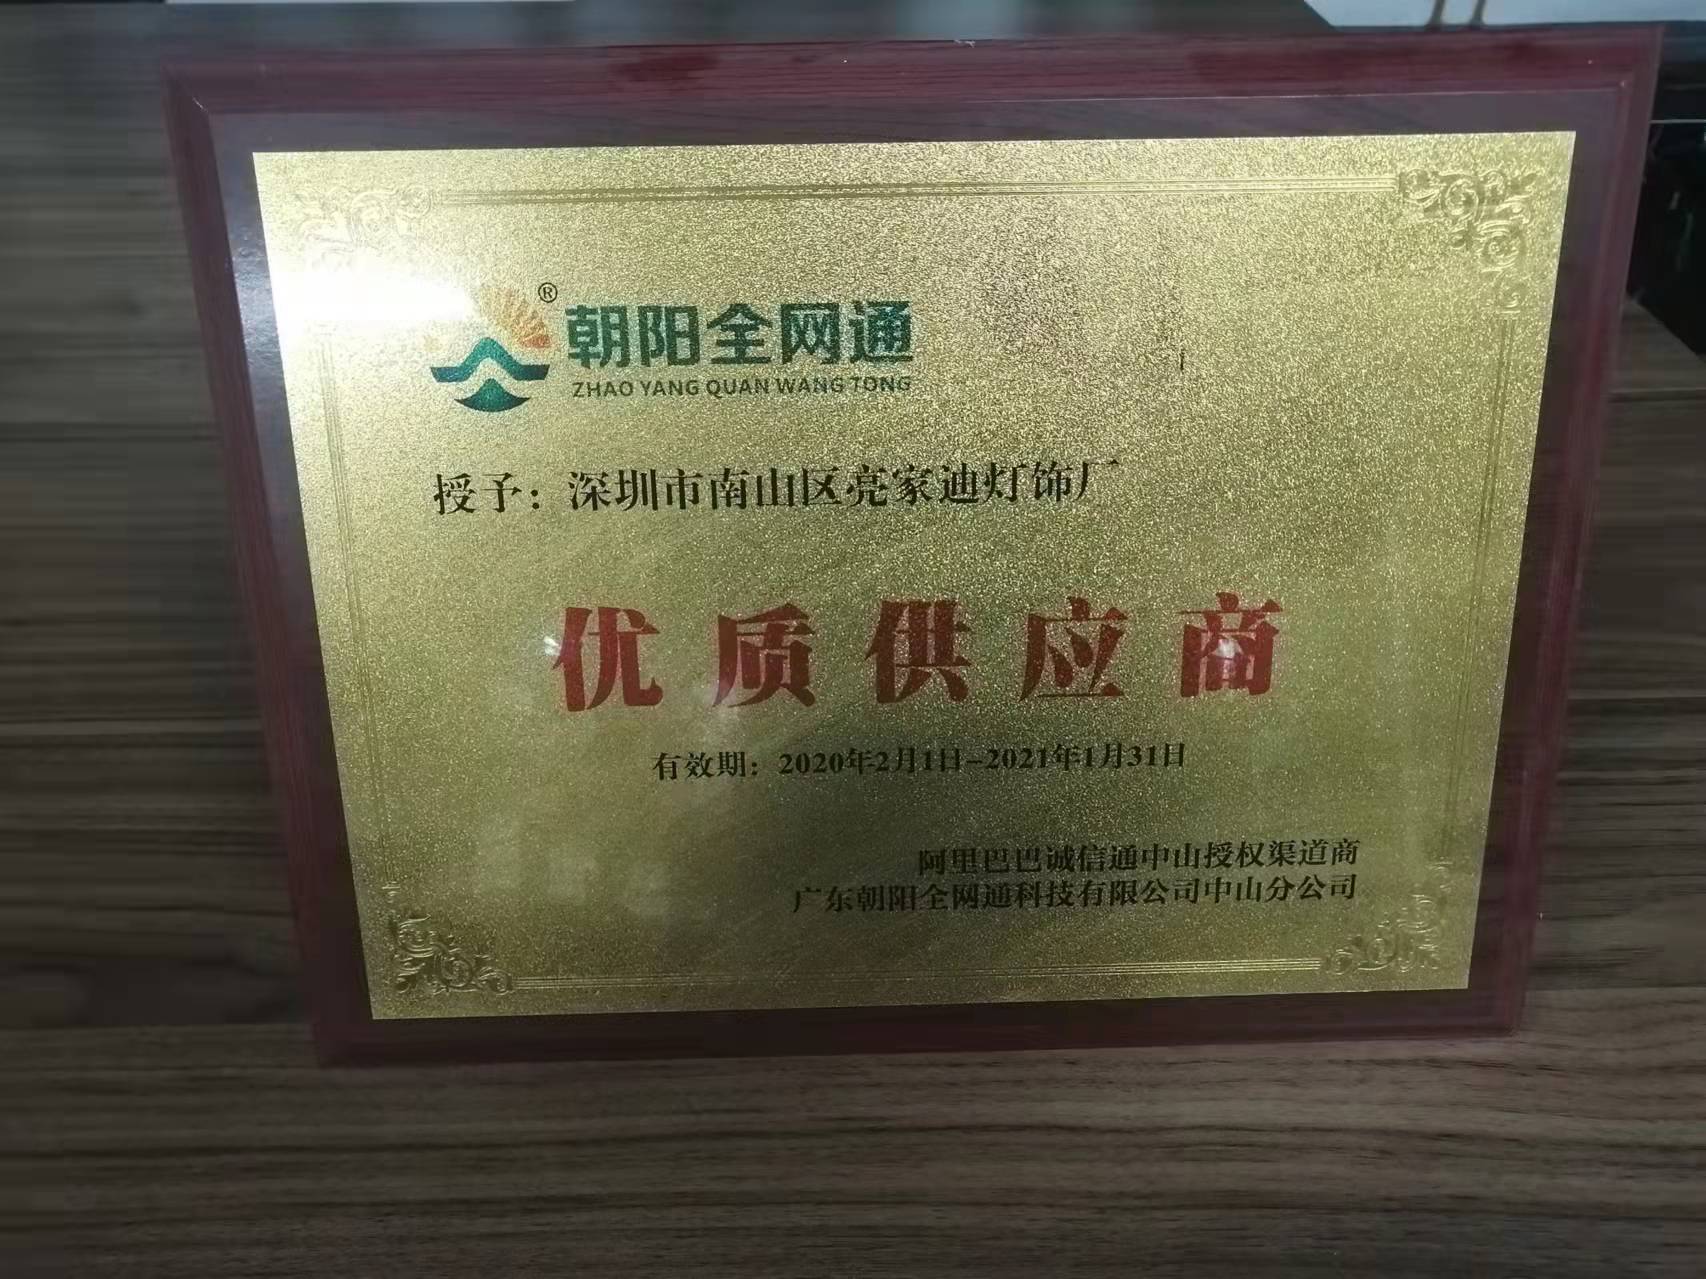 ®
朝阳全网通
ZHAO YANG QUAN WANG TONG
授予：深圳市南山区亮家迪灯饰厂
优质供应商
有效期：2020年2月1日-2021年1月31日
阿里巴巴诚信通中山授权渠道商
广东朝阳全网通科技有限公司中山分公司